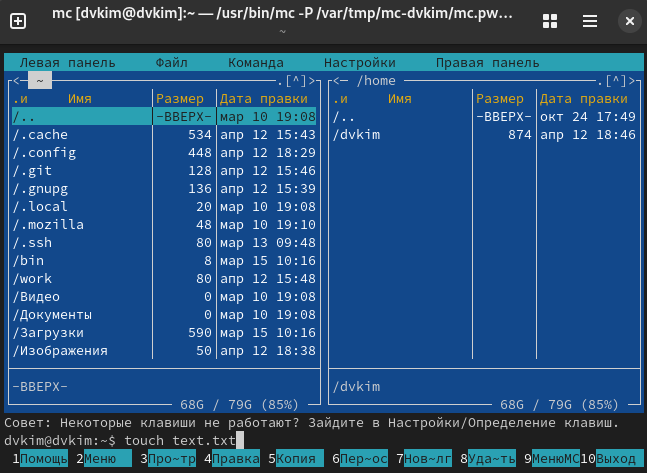 mc [dvkim@dvkim]:~ — /usr/bin/mc -P /var/tmp/mc-dvkim/mc.pw…
~
Левая панель Файл Команда Настройки Правая панель
<— ~ .[^]> <— /home .[^]>
.и Имя Размер Дата правки .и Имя Размер Дата правки
/.. -ВВЕРХ- мар 10 19:08 /.. -ВВЕРХ- окт 24 17:49
/.cache 534 апр 12 15:43 /dvkim 874 апр 12 18:46
/.config 448 апр 12 18:29
/.git 128 апр 12 15:46
/.gnupg 136 апр 12 15:39
/.local 20 мар 10 19:08
/.mozilla 48 мар 10 19:10
/.ssh 80 мар 13 09:48
/bin 8 мар 15 10:16
/work 80 апр 12 15:48
/Видео 0 мар 10 19:08
/Документы 0 мар 10 19:08
/Загрузки 590 мар 15 10:16
/Изображения 50 апр 12 18:38
-ВВЕРХ- /dvkim
68G / 79G (85%) 68G / 79G (85%)
Совет: Некоторые клавиши не работают? Зайдите в Настройки/Определение клавиш.
dvkim@dvkim:~$ touch text.txt
1Помощь 2Меню 3Про~тр 4Правка 5Копия 6Пер~ос 7Нов~лг 8Уда~ть 9МенюMC 10Выход